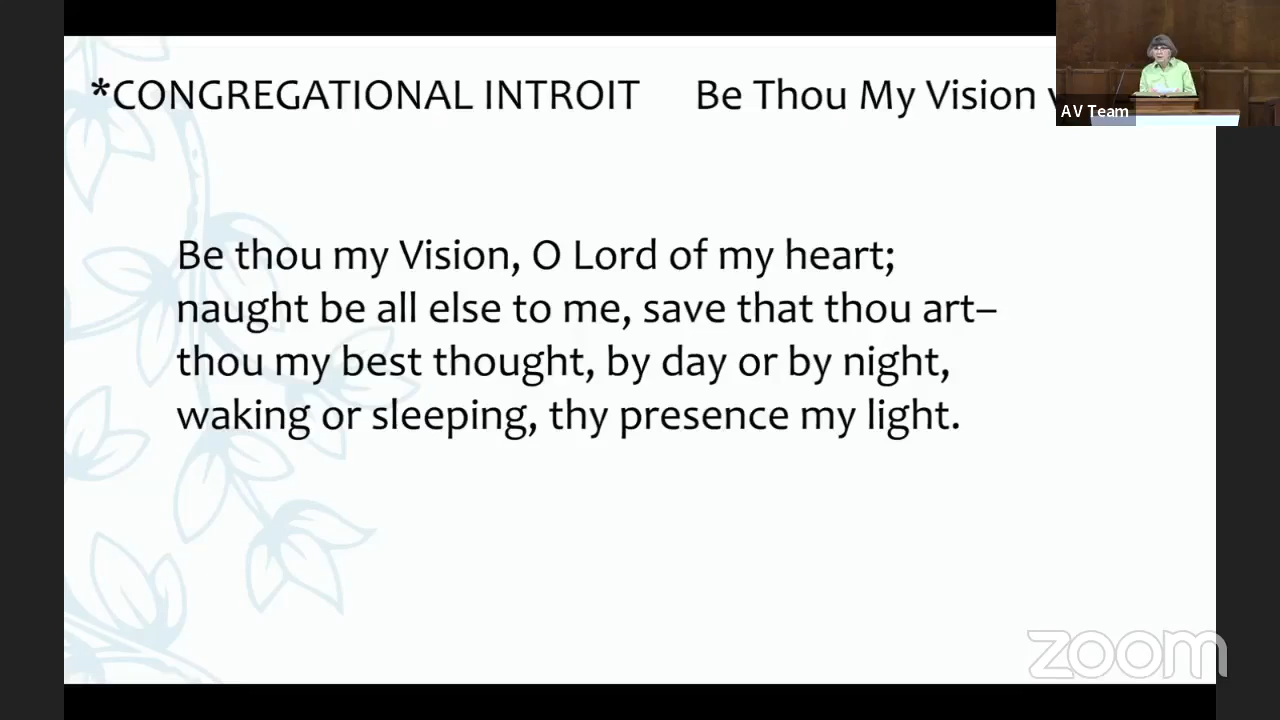 *CONGREGATIONAL INTROIT Be Thou My Vision
AV Team
Be thou my Vision, O Lord of my heart;
naught be all else to me, save that thou art–
thou my best thought, by day or by night,
waking or sleeping, thy presence my light.
zoom